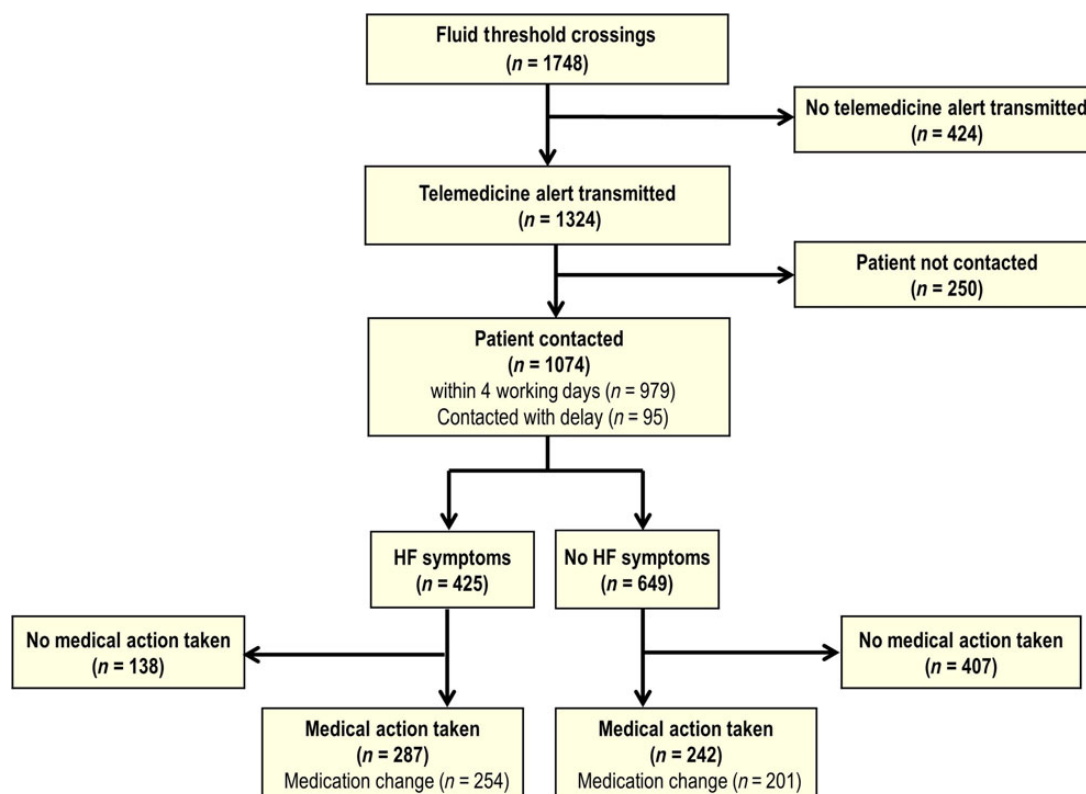 Fluid threshold crossings
(n = 1748)
No telemedicine alert transmitted
(n = 424)
Telemedicine alert transmitted
(n = 1324)
Patient not contacted
(n = 250)
Patient contacted
(n = 1074)
within 4 working days (n = 979)
Contacted with delay (n = 95)
HF symptoms
(n = 425)
No HF symptoms
(n = 649)
No medical action taken
(n = 138)
No medical action taken
(n = 407)
Medical action taken
(n = 287)
Medication change (n = 254)
Medical action taken
(n = 242)
Medication change (n = 201)